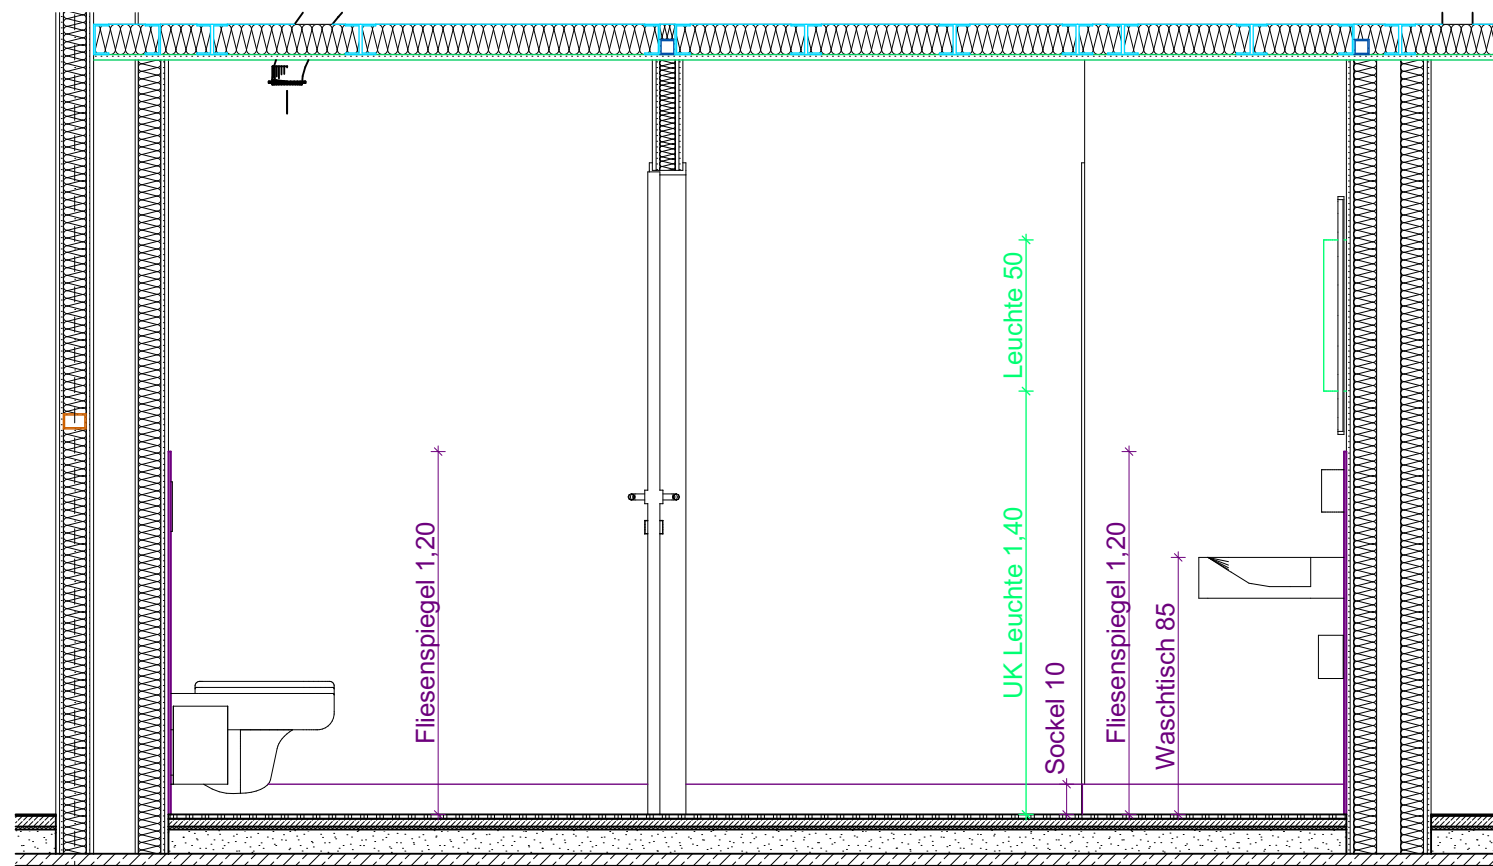 Fliesenspiegel 1,20
Leuchte 50
UK Leuchte 1,40
Sockel 10
Fliesenspiegel 1,20
Waschtisch 85